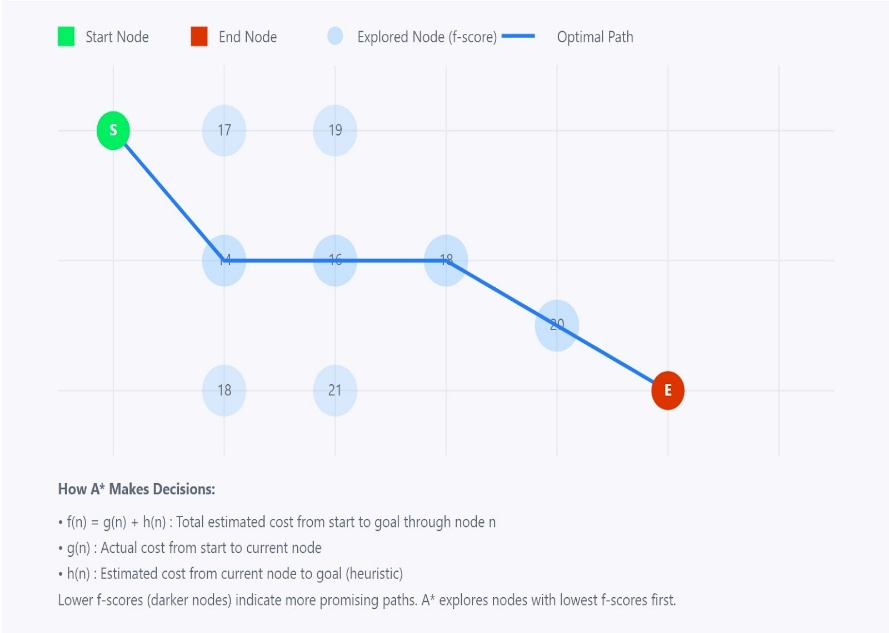 Start Node End Node Explored Node (f-score) Optimal Path
S 17 19
14 16 18
20
18 21 E
How A* Makes Decisions:
• f(n) = g(n) + h(n) : Total estimated cost from start to goal through node n
• g(n) : Actual cost from start to current node
• h(n) : Estimated cost from current node to goal (heuristic)
Lower f-scores (darker nodes) indicate more promising paths. A* explores nodes with lowest f-scores first.